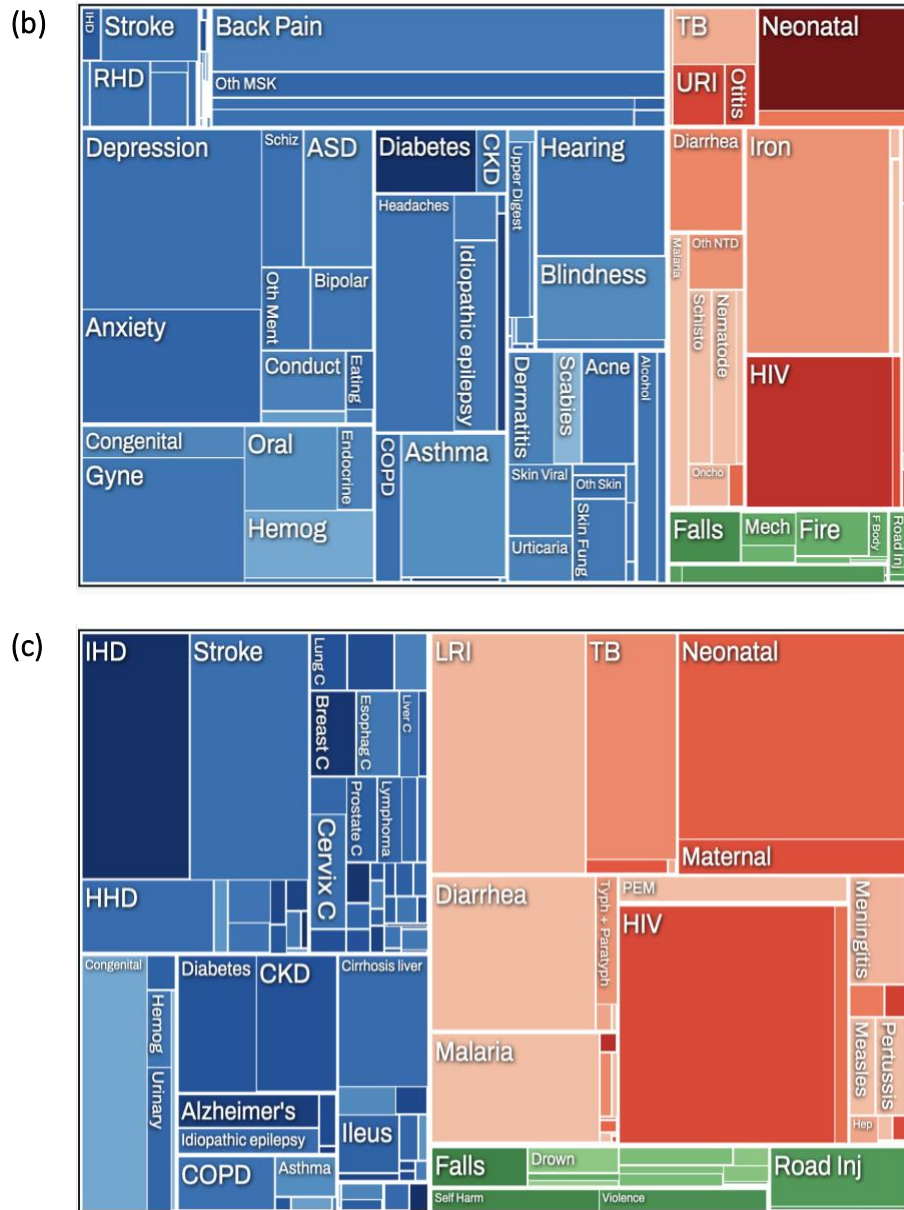 (b)
IHD
Stroke
RHD
Back Pain
Oth MSK
TB
URI
Otitis
Neonatal
Depression
Schiz
ASD
Anxiety
Oth Ment
Bipolar
Conduct
Eating
Congenital
Gyne
Oral
Endocrine
Hemog
Diabetes
CKD
Headaches
Idiopathic epilepsy
COPD
Asthma
Upper Digest
Hearing
Blindness
Dermatitis
Scabies
Acne
Alcohol
Skin Viral
Oth Skin
Skin Fung
Urticaria
Diarrhea
Iron
Malaria
Oth NTD
Schisto
Nematode
Oncho
HIV
Falls
Mech
Fire
F Body
Road Inj
(c)
IHD
Stroke
HHD
Lung C
Breast C
Esophag C
Liver C
Prostate C
Lymphoma
Cervix C
Congenital
Hemog
Urinary
Diabetes
CKD
Alzheimer's
Idiopathic epilepsy
COPD
Asthma
Cirrhosis liver
Ileus
LRI
TB
Neonatal
Maternal
Diarrhea
Typh + Paratyph
PEM
HIV
Meningitis
Malaria
Measles
Pertussis
Hep
Falls
Drown
Road Inj
Self Harm
Violence